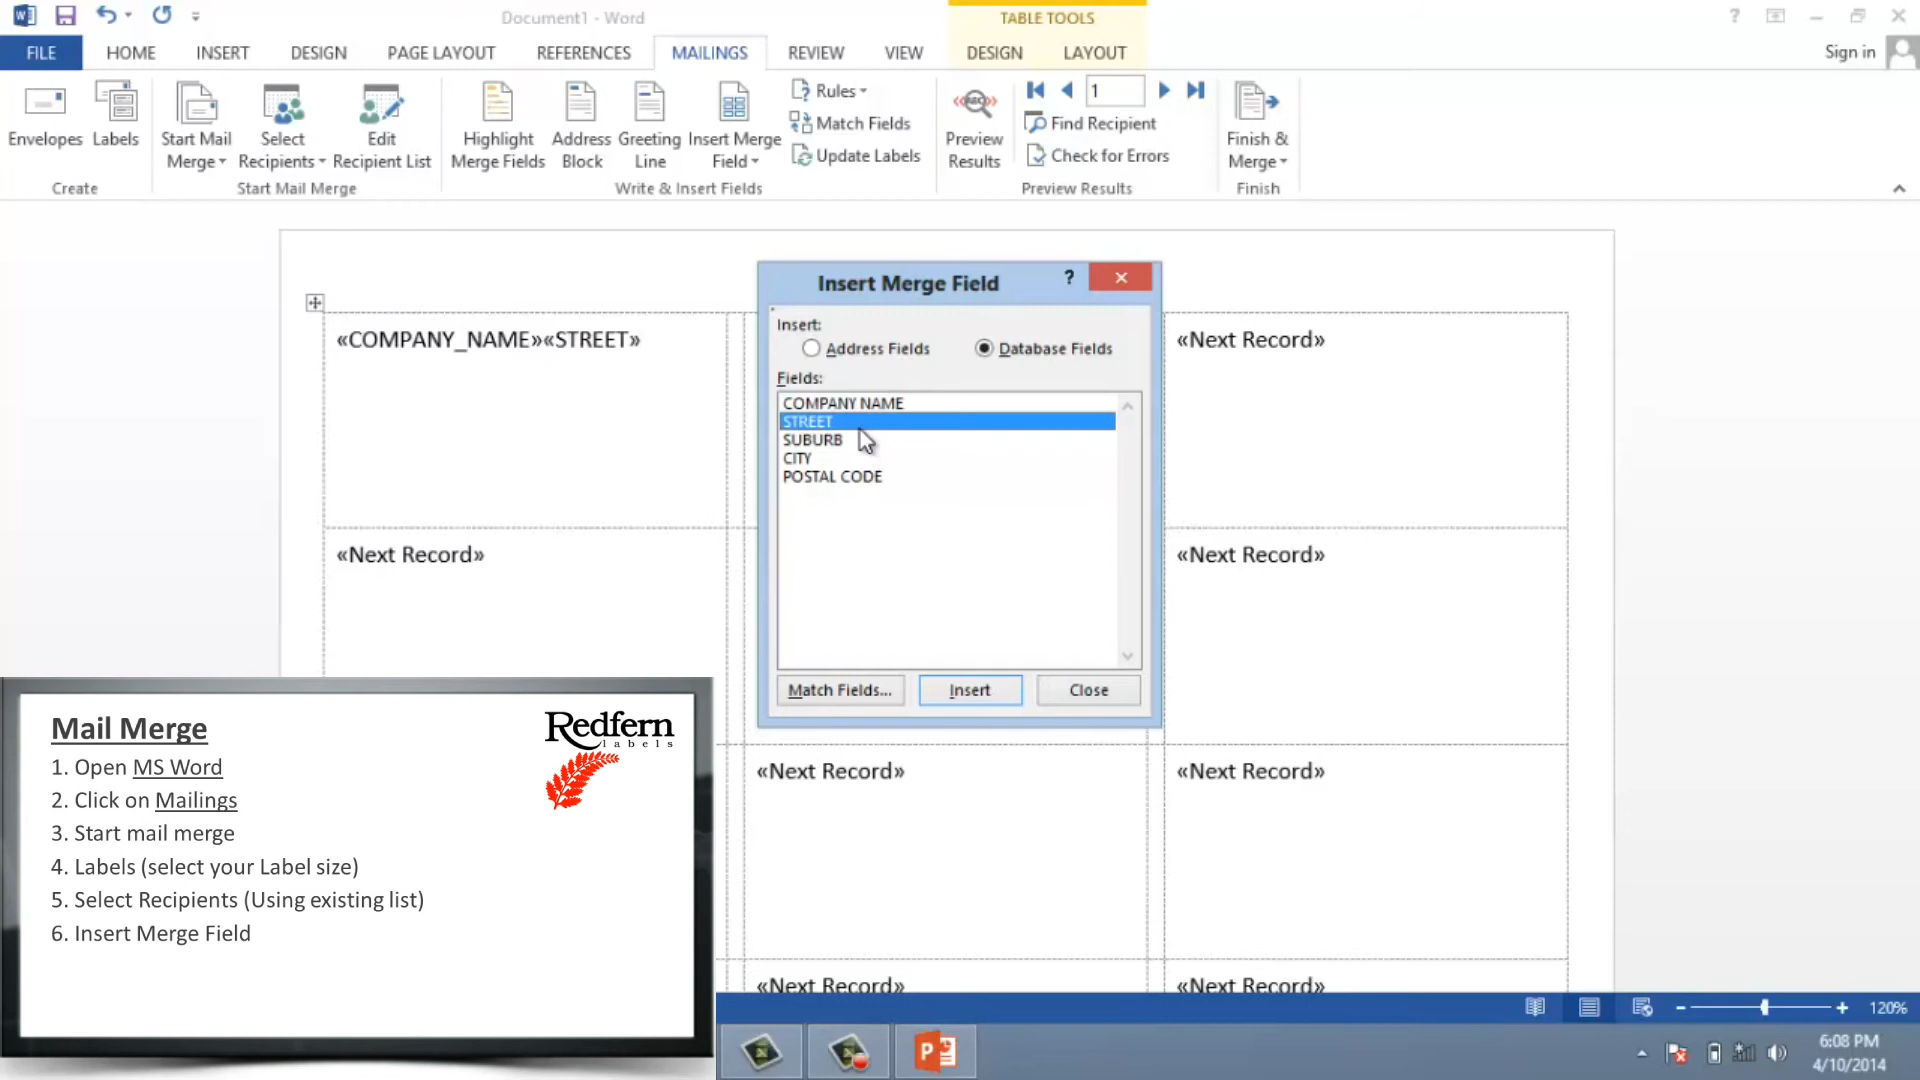 Document1 - Word
TABLE TOOLS
FILE
HOME
INSERT
DESIGN
PAGE LAYOUT
REFERENCES
MAILINGS
REVIEW
VIEW
DESIGN
LAYOUT
Sign in
Envelopes
Labels
Start Mail Merge
Select Recipients
Edit Recipient List
Highlight Merge Fields
Address Block
Greeting Line
Insert Merge Field
Rules
Match Fields
Update Labels
Preview Results
1
Find Recipient
Check for Errors
Finish & Merge
Create
Start Mail Merge
Write & Insert Fields
Preview Results
Finish
«COMPANY_NAME»«STREET»
«Next Record»
«Next Record»
«Next Record»
«Next Record»
«Next Record»
«Next Record»
«Next Record»
Insert Merge Field
?
Insert:
Address Fields
Database Fields
Fields:
COMPANY NAME
STREET
SUBURB
CITY
POSTAL CODE
Match Fields...
Insert
Close
Mail Merge
Redfern
labels
1. Open MS Word
2. Click on Mailings
3. Start mail merge
4. Labels (select your Label size)
5. Select Recipients (Using existing list)
6. Insert Merge Field
120%
6:08 PM
4/10/2014